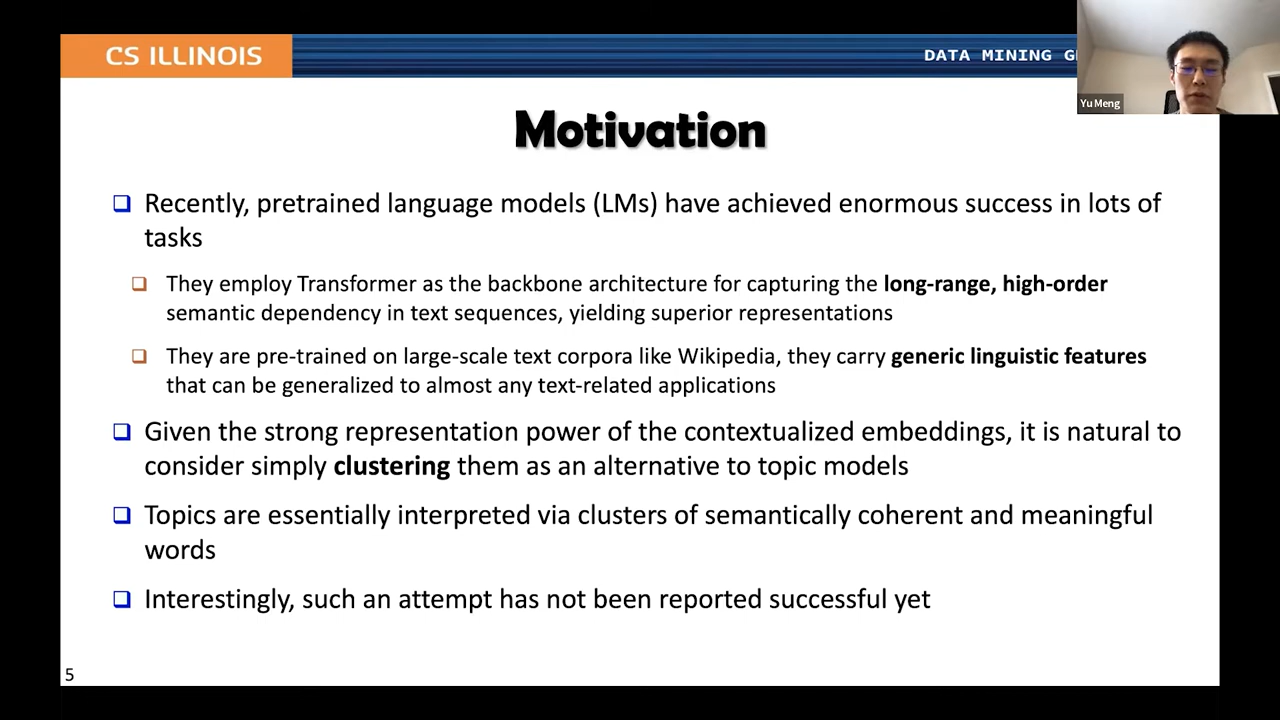 CS ILLINOIS
DATA MINING
Yu Meng
Motivation
Recently, pretrained language models (LMs) have achieved enormous success in lots of
tasks
They employ Transformer as the backbone architecture for capturing the long-range, high-order
semantic dependency in text sequences, yielding superior representations
They are pre-trained on large-scale text corpora like Wikipedia, they carry generic linguistic features
that can be generalized to almost any text-related applications
Given the strong representation power of the contextualized embeddings, it is natural to
consider simply clustering them as an alternative to topic models
Topics are essentially interpreted via clusters of semantically coherent and meaningful
words
Interestingly, such an attempt has not been reported successful yet
5